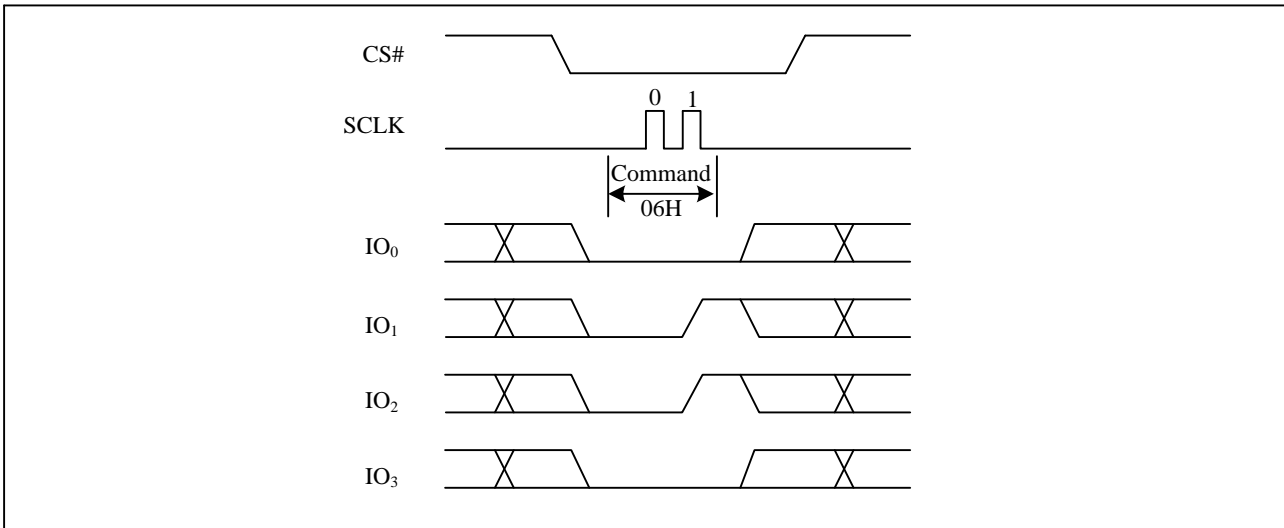 CS#
0 1
SCLK
Command
06H
IO₀
IO₁
IO₂
IO₃